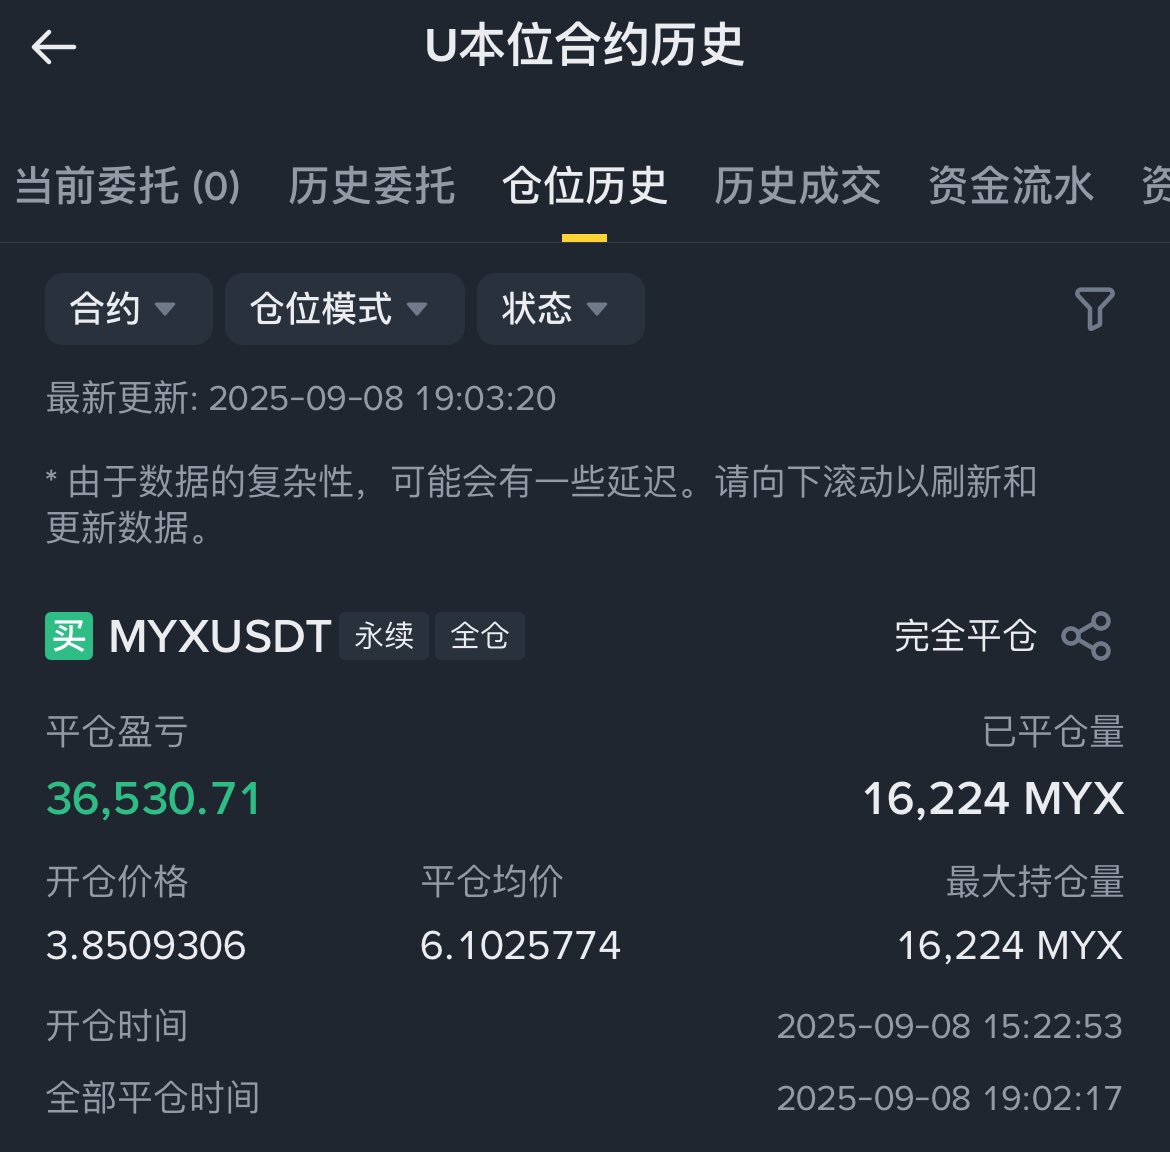 U本位合约历史
当前委托 (0) 历史委托 仓位历史 历史成交 资金流水 资
合约 仓位模式 状态
最新更新: 2025-09-08 19:03:20
* 由于数据的复杂性，可能会有一些延迟。请向下滚动以刷新和
更新数据。
买 MYXUSDT 永续 全仓 完全平仓
平仓盈亏 已平仓量
36,530.71 16,224 MYX
开仓价格 平仓均价 最大持仓量
3.8509306 6.1025774 16,224 MYX
开仓时间 2025-09-08 15:22:53
全部平仓时间 2025-09-08 19:02:17